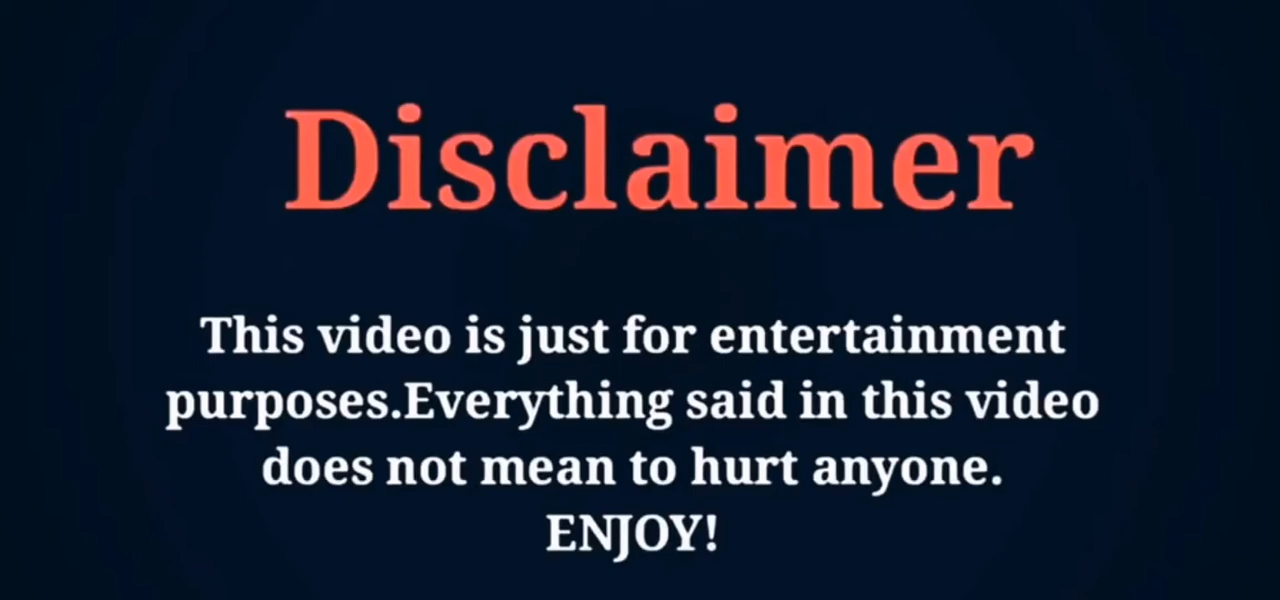 Disclaimer
This video is just for entertainment
purposes.Everything said in this video
does not mean to hurt anyone.
ENJOY!